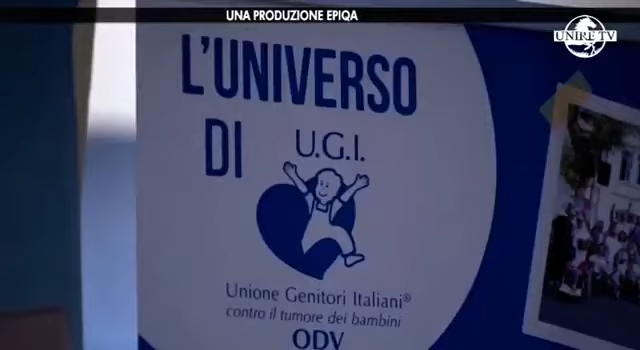 UNA PRODUZIONE EPIQA
UNIRE TV
L'UNIVERSO
DI
U.G.I.
Unione Genitori Italiani®
contro il tumore dei bambini
ODV